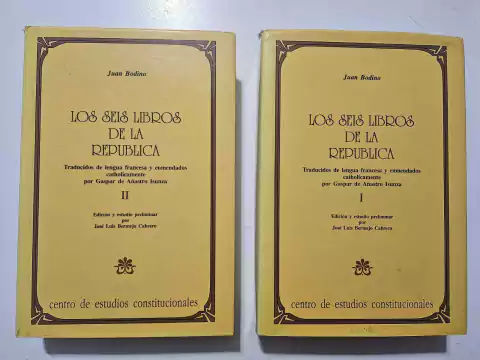 Juan Bodino
LOS SEIS LIBROS
DE LA
REPUBLICA
Traducidos de lengua francesa y enmendados
catholicamente
por Gaspar de Añastro Isunza
II
Edición y estudio preliminar
por
José Luis Bermejo Cabrero
centro de estudios constitucionales
Juan Bodino
LOS SEIS LIBROS
DE LA
REPUBLICA
Traducidos de lengua francesa y enmendados
catholicamente
por Gaspar de Añastro Isunza
I
Edición y estudio preliminar
por
José Luis Bermejo Cabrero
centro de estudios constitucionales